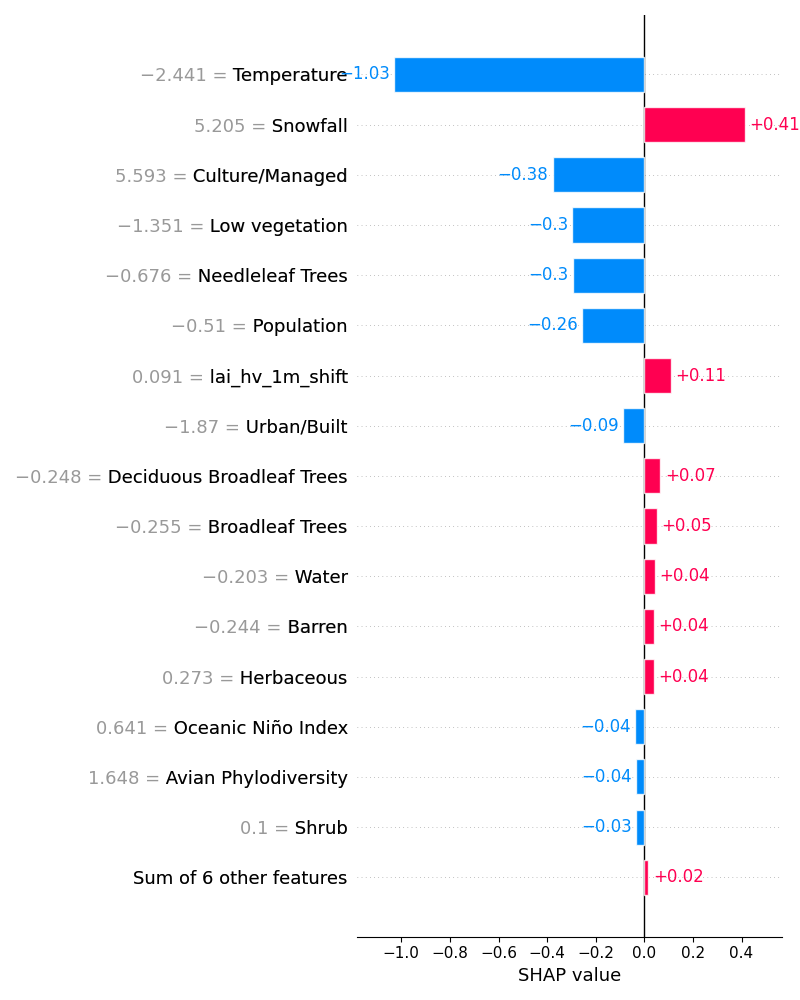 −2.441 = Temperature −1.03
5.205 = Snowfall +0.41
5.593 = Culture/Managed −0.38
−1.351 = Low vegetation −0.3
−0.676 = Needleleaf Trees −0.3
−0.51 = Population −0.26
0.091 = lai_hv_1m_shift +0.11
−1.87 = Urban/Built −0.09
−0.248 = Deciduous Broadleaf Trees +0.07
−0.255 = Broadleaf Trees +0.05
−0.203 = Water +0.04
−0.244 = Barren +0.04
0.273 = Herbaceous +0.04
0.641 = Oceanic Niño Index −0.04
1.648 = Avian Phylodiversity −0.04
0.1 = Shrub −0.03
Sum of 6 other features +0.02
−1.0 −0.8 −0.6 −0.4 −0.2 0.0 0.2 0.4
SHAP value